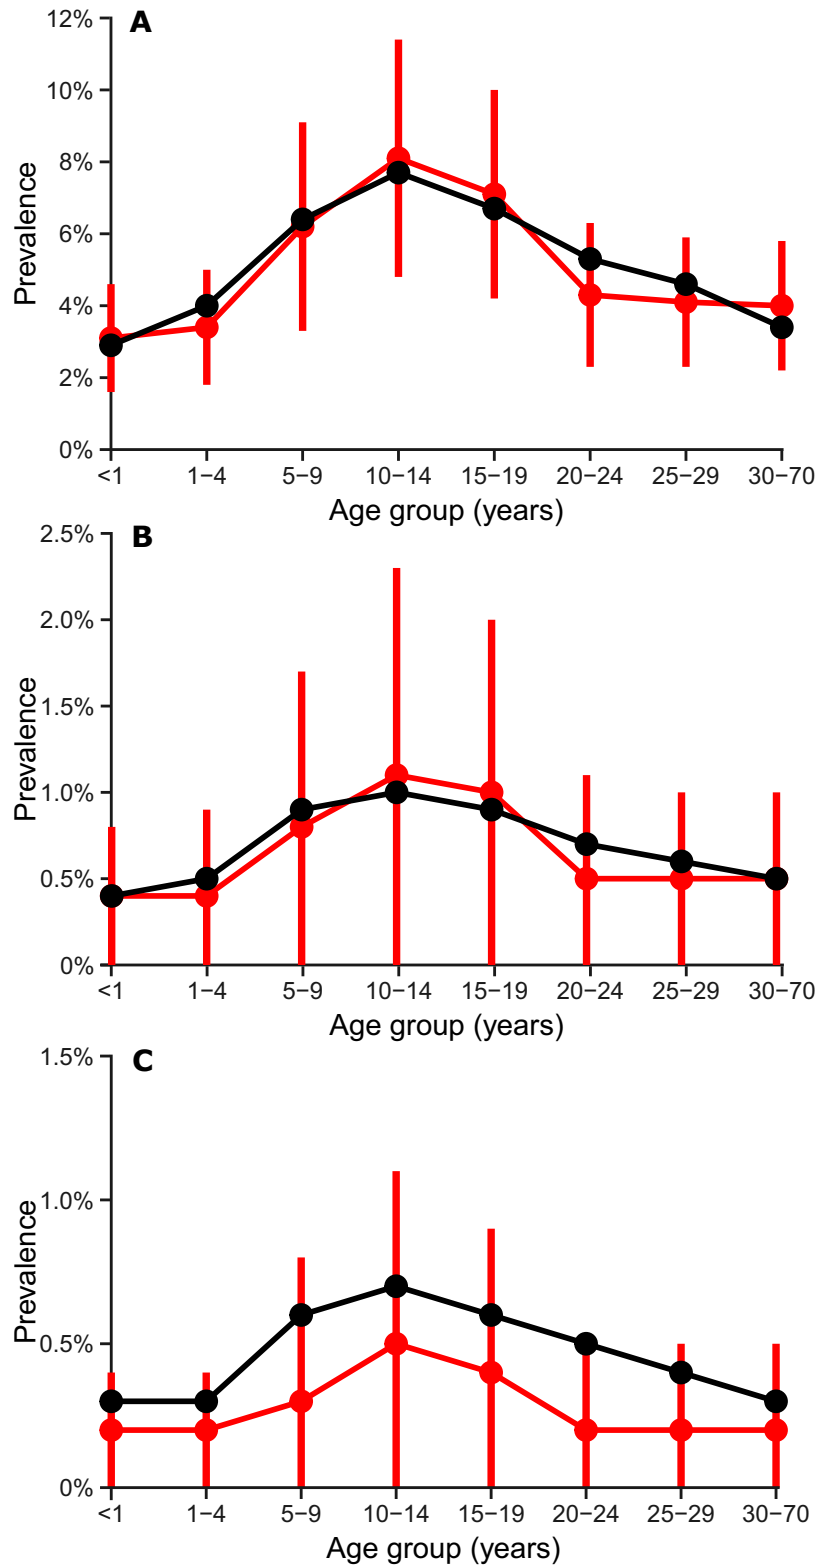 A
12%
10%
8%
6%
4%
2%
0%
Prevalence
<1 1−4 5−9 10−14 15−19 20−24 25−29 30−70
Age group (years)
B
2.5%
2.0%
1.5%
1.0%
0.5%
0%
Prevalence
<1 1−4 5−9 10−14 15−19 20−24 25−29 30−70
Age group (years)
C
1.5%
1.0%
0.5%
0%
Prevalence
<1 1−4 5−9 10−14 15−19 20−24 25−29 30−70
Age group (years)